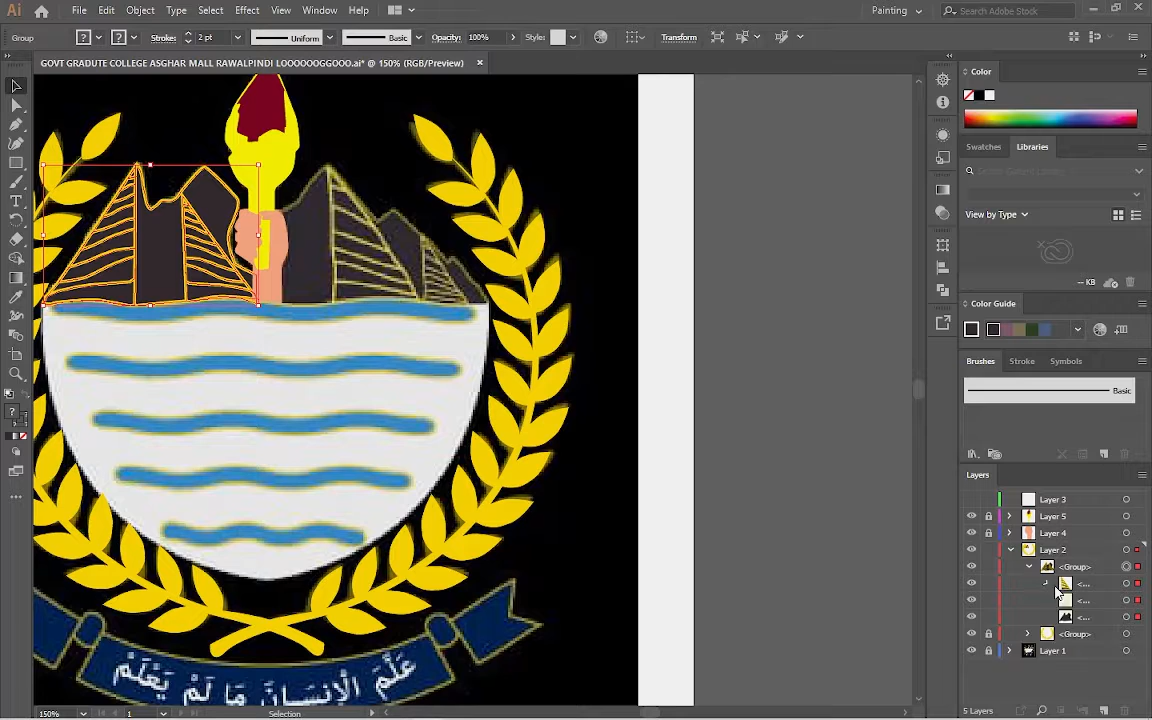 File Edit Object Type Select Effect View Window Help
Painting
Search Adobe Stock
Group
Stroke:
2 pt
Uniform
Basic
Opacity:
100%
Style:
Transform
GOVT GRADUTE COLLEGE ASGHAR MALL RAWALPINDI LOOOOOGGOOO.ai* @ 150% (RGB/Preview)
Color
Swatches
Libraries
View by Type
-- KB
Color Guide
Brushes
Stroke
Symbols
Basic
Layers
Layer 3
Layer 5
Layer 4
Layer 2
<Group>
<...
<...
<...
<Group>
Layer 1
عَلَّمَ الْاِنْسَانَ مَا لَمْ يَعْلَمْ
150%
1
Selection
5 Layers